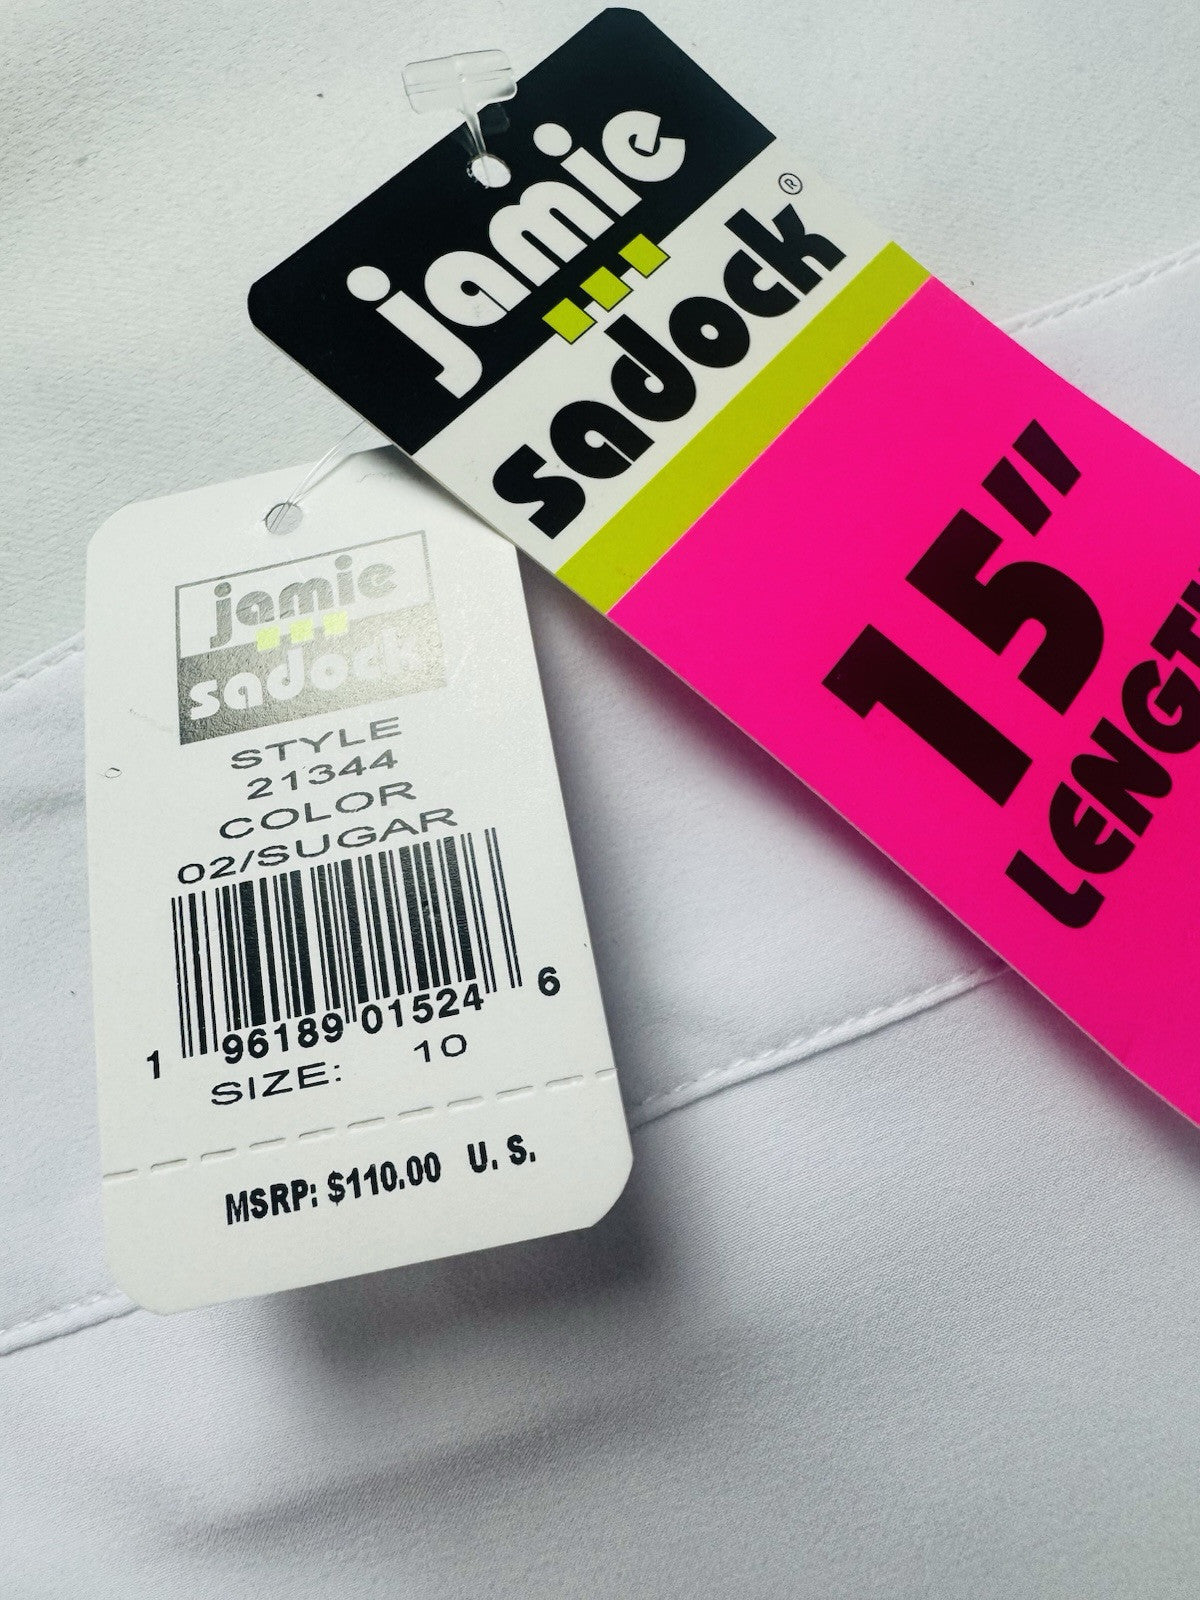 jamie
sadock®
15"
LENGTH
jamie
sadock
STYLE
21344
COLOR
02/SUGAR
1 96189 01524 6
SIZE: 10
MSRP: $110.00 U. S.